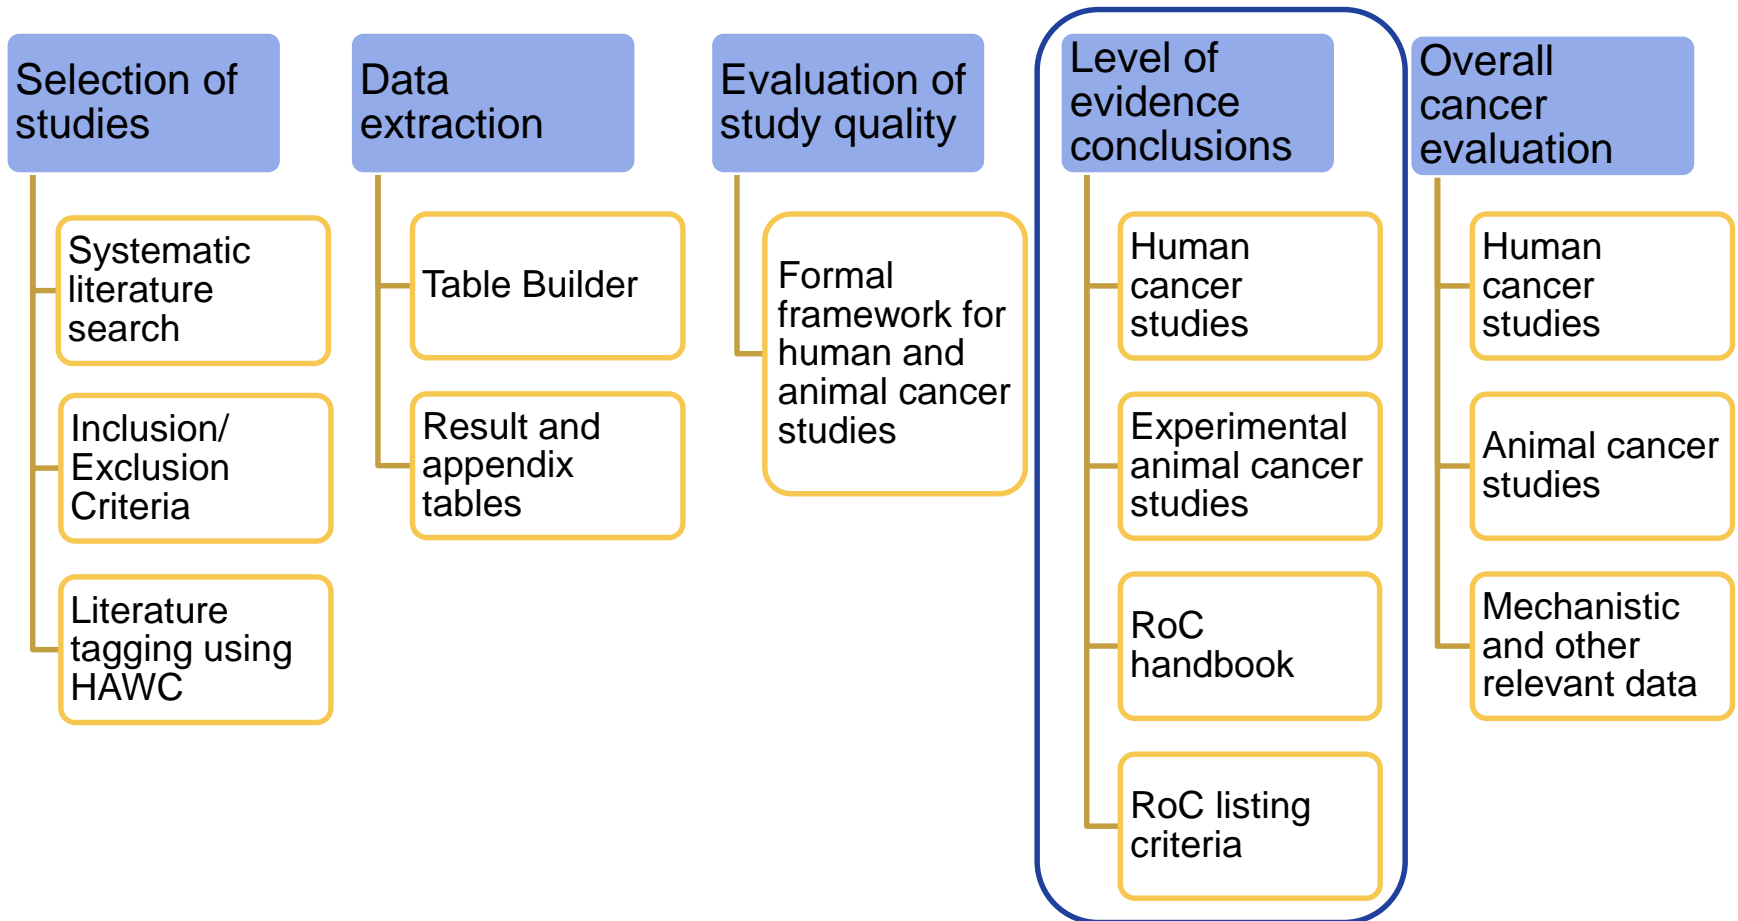 Selection of
studies
Systematic
literature
search
Inclusion/
Exclusion
Criteria
Literature
tagging using
HAWC
Data
extraction
Table Builder
Result and
appendix
tables
Evaluation of
study quality
Formal
framework for
human and
animal cancer
studies
Level of
evidence
conclusions
Human
cancer
studies
Experimental
animal cancer
studies
RoC
handbook
RoC listing
criteria
Overall
cancer
evaluation
Human
cancer
studies
Animal cancer
studies
Mechanistic
and other
relevant data